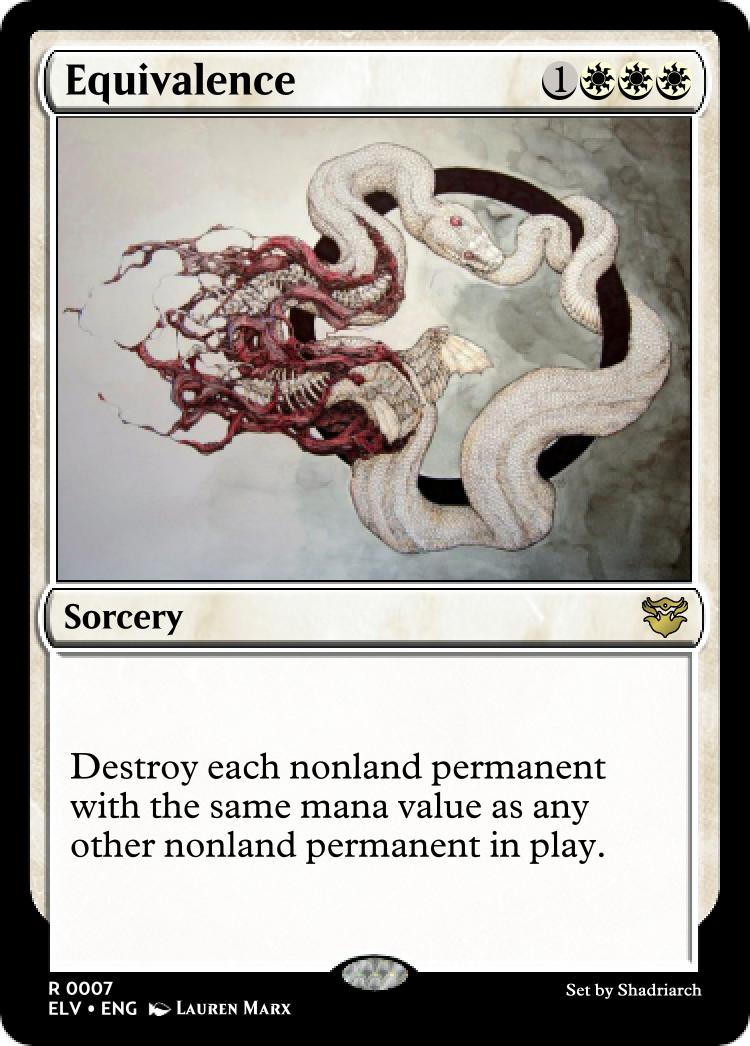 Equivalence 1
Sorcery
Destroy each nonland permanent
with the same mana value as any
other nonland permanent in play.
R 0007
Set by Shadriarch
ELV • ENG Lauren Marx